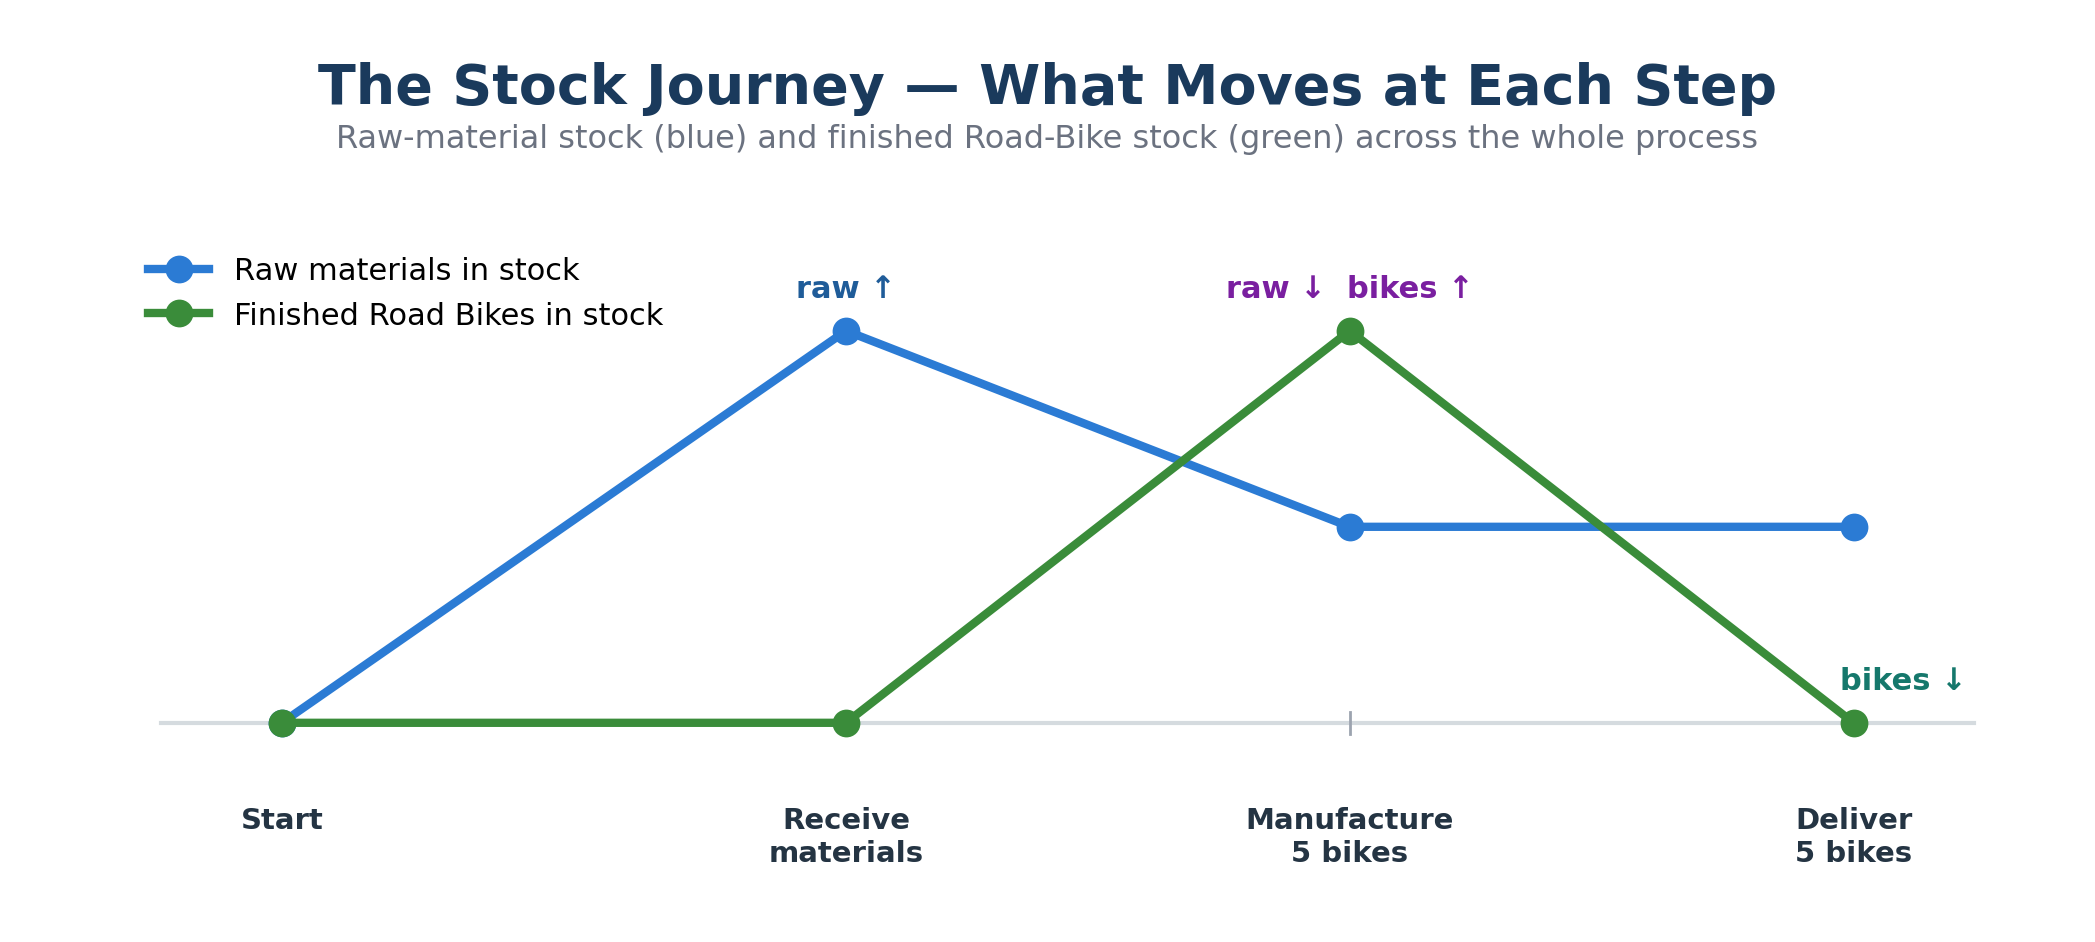 The Stock Journey — What Moves at Each Step
Raw-material stock (blue) and finished Road-Bike stock (green) across the whole process
Raw materials in stock
Finished Road Bikes in stock
raw ↑
raw ↓  bikes ↑
bikes ↓
Start
Receive
materials
Manufacture
5 bikes
Deliver
5 bikes